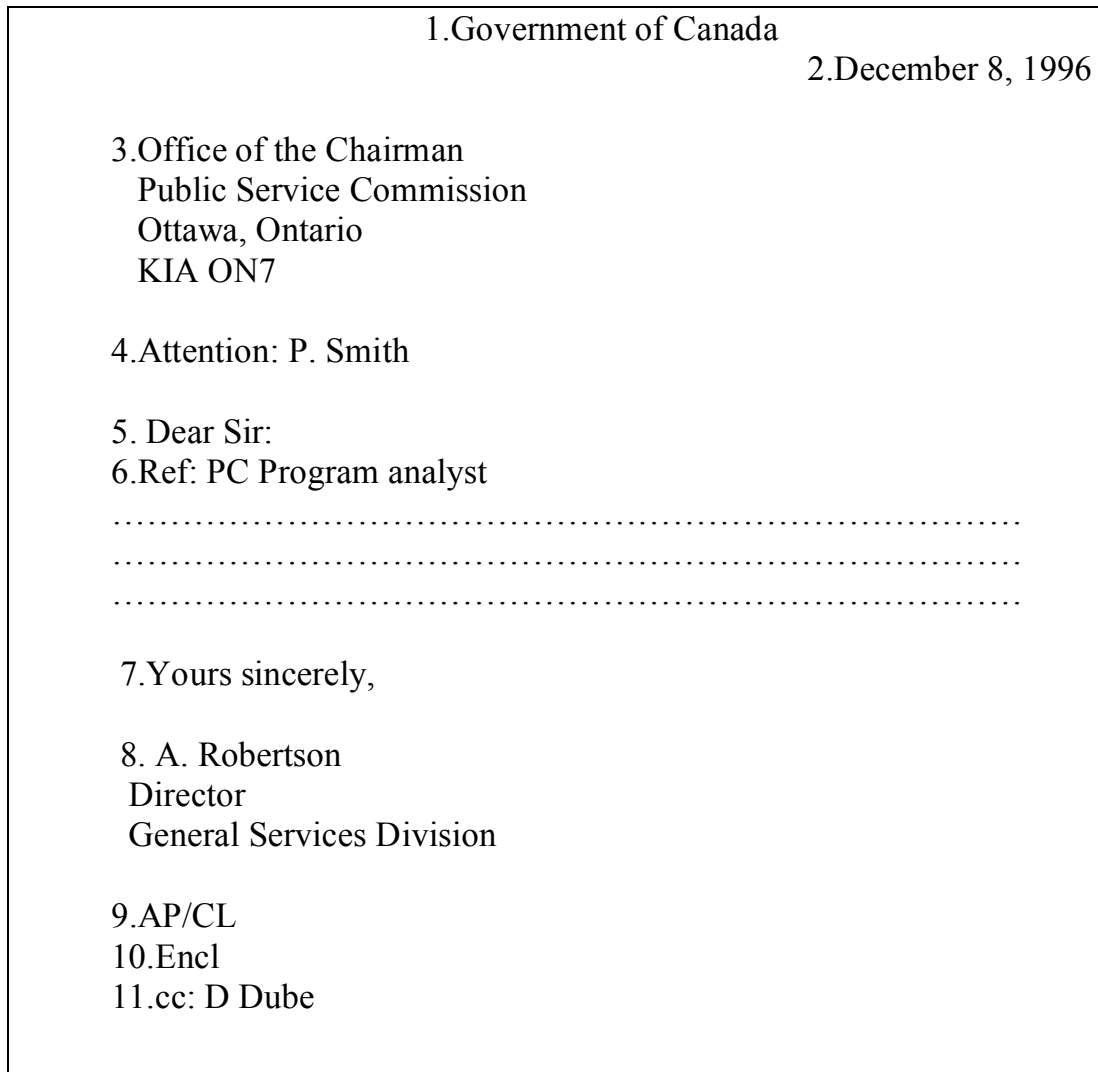 1.Government of Canada
2.December 8, 1996
3.Office of the Chairman
Public Service Commission
Ottawa, Ontario
KIA ON7
4.Attention: P. Smith
5. Dear Sir:
6.Ref: PC Program analyst
………………………………………………………………………
………………………………………………………………………
………………………………………………………………………
7.Yours sincerely,
8. A. Robertson
Director
General Services Division
9.AP/CL
10.Encl
11.cc: D Dube